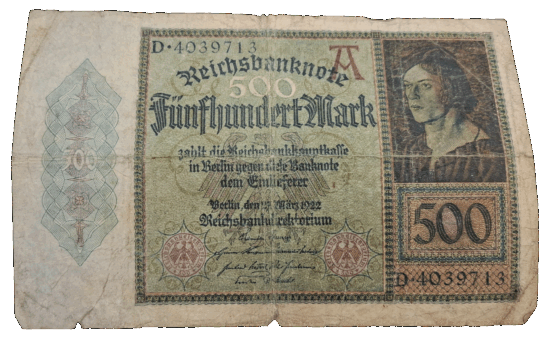 D·4039713
A
Reichsbanknote
500
Fünfhundert Mark
zahlt die Reichsbankhauptkasse
in Berlin gegen diese Banknote
dem Einlieferer
Berlin, den 27. März 1922
Reichsbankdirektorium
500
500
D·4039713